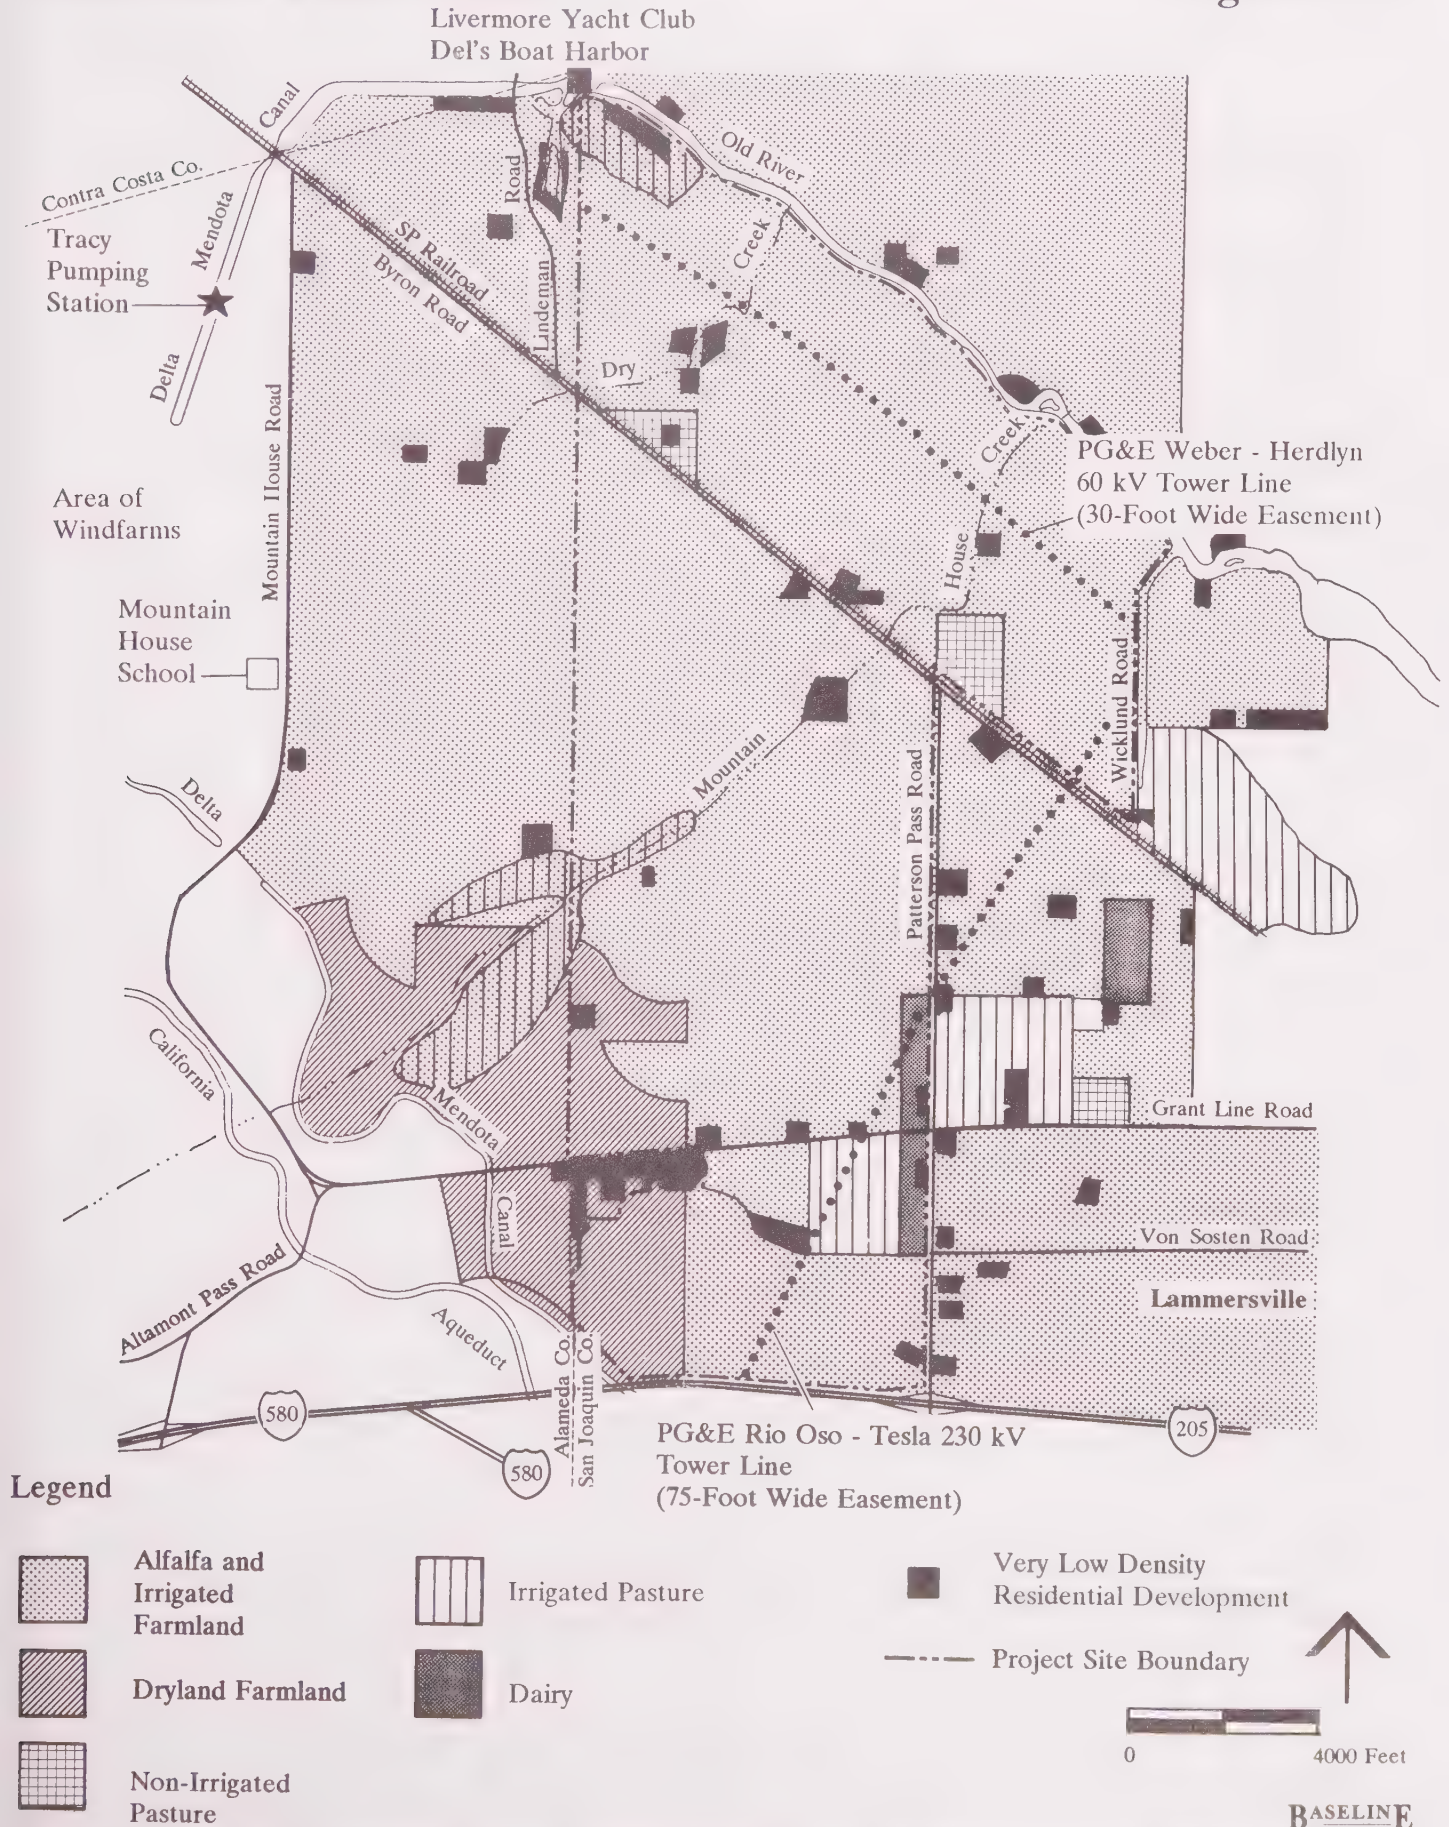 Livermore Yacht Club
Del's Boat Harbor
Canal
Contra Costa Co.
Mendota
Tracy
Pumping
Station
Delta
Road
Lindeman
SP Railroad
Byron Road
Old River
Creek
Dry
Mountain House Road
Area of
Windfarms
Mountain
House
School
Creek
House
PG&E Weber - Herdlyn
60 kV Tower Line
(30-Foot Wide Easement)
Wicklund Road
Mountain
Patterson Pass Road
Delta
California
Mendota
Canal
Grant Line Road
Von Sosten Road
Lammersville
Altamont Pass Road
Aqueduct
Alameda Co.
San Joaquin Co.
580
580
205
PG&E Rio Oso - Tesla 230 kV
Tower Line
(75-Foot Wide Easement)
Legend
Alfalfa and
Irrigated
Farmland
Dryland Farmland
Non-Irrigated
Pasture
Irrigated Pasture
Dairy
Very Low Density
Residential Development
Project Site Boundary
0 4000 Feet
BASELINE